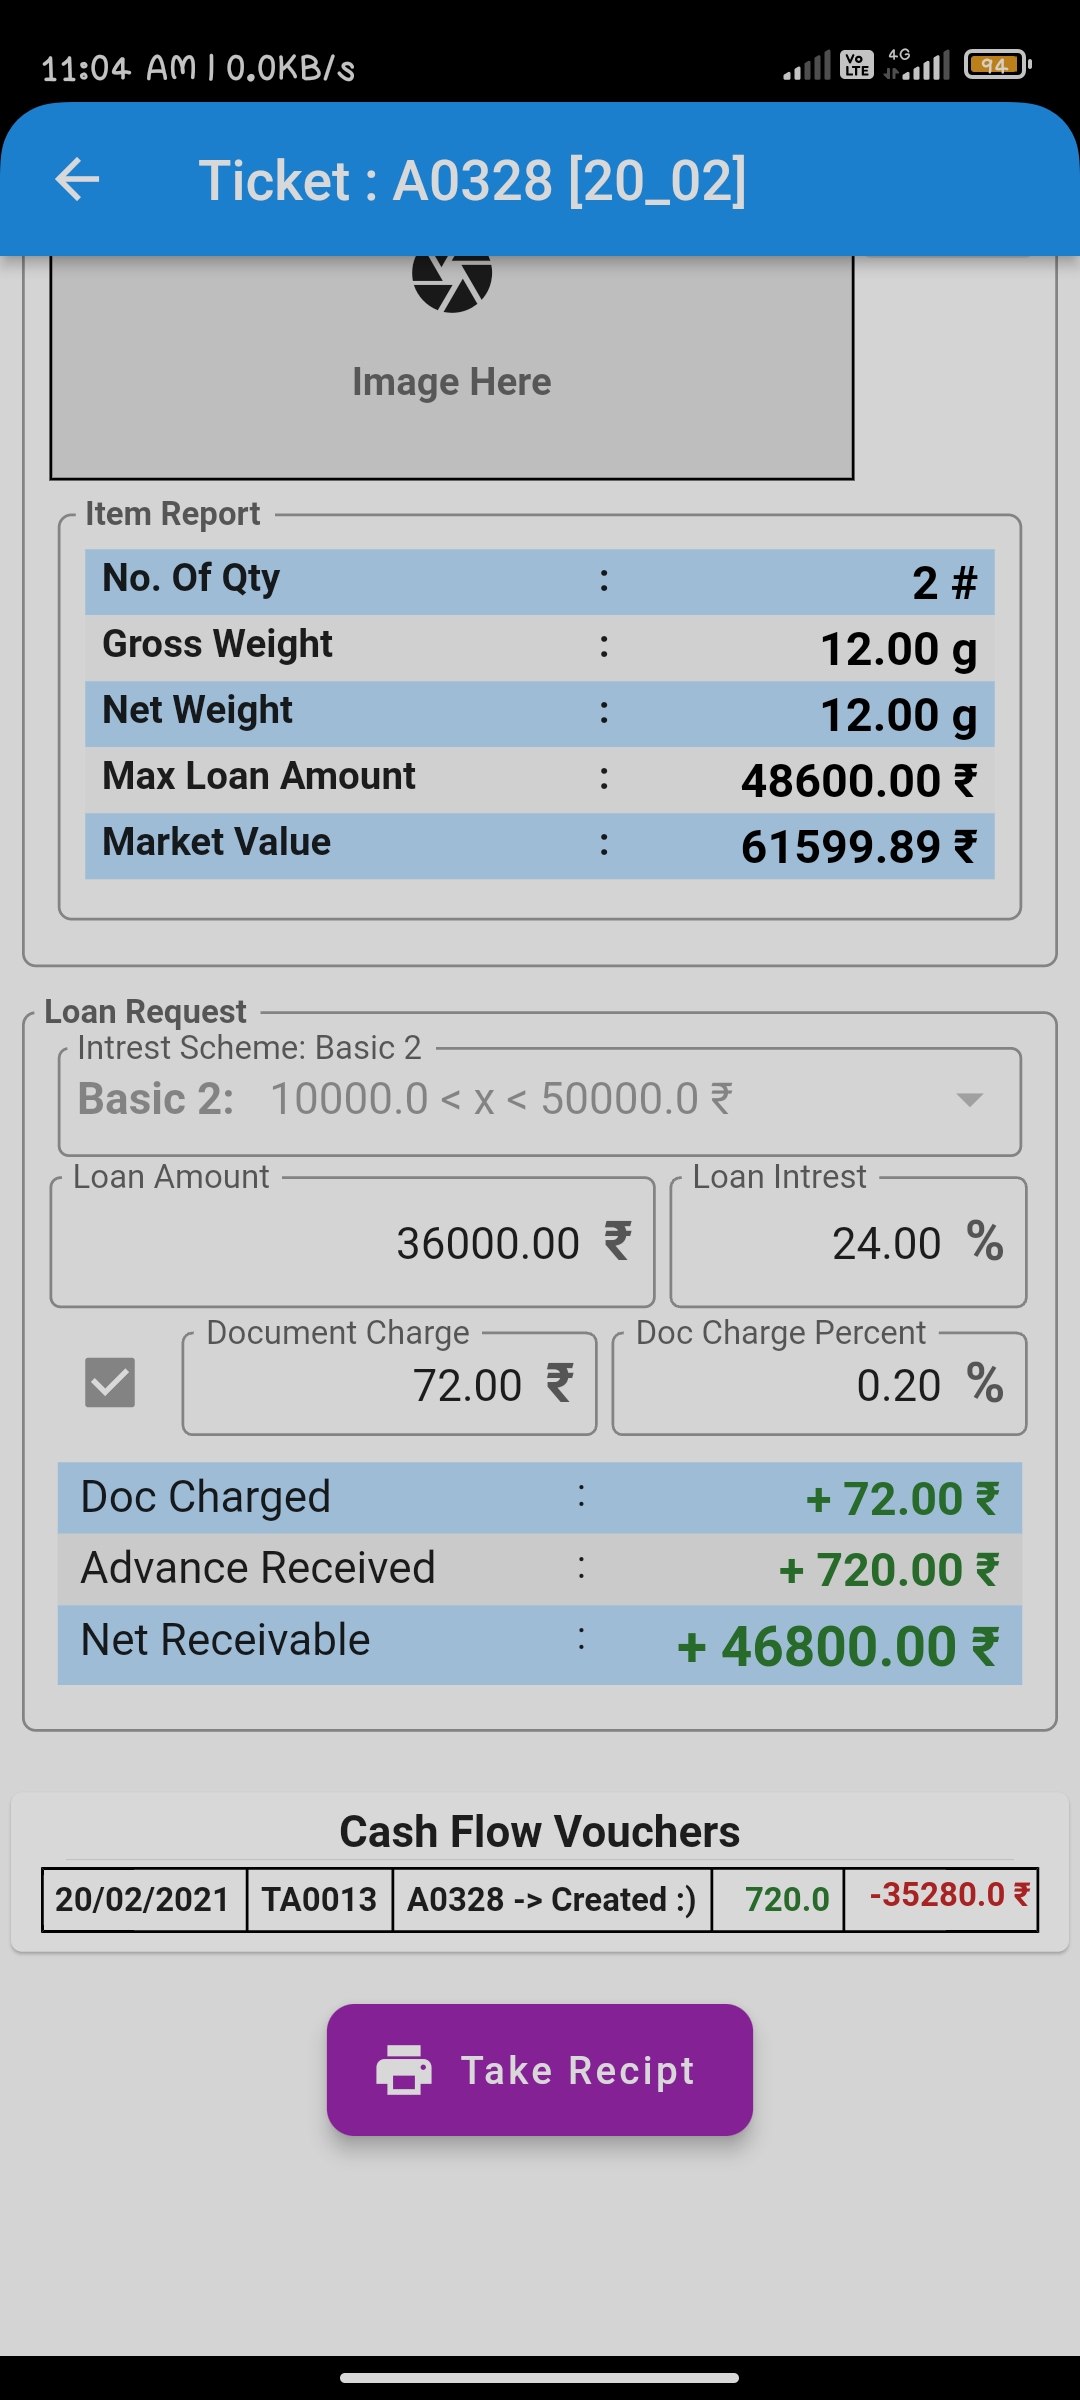 11:04 AM | 0.0KB/s Vo LTE 4G 94
Ticket : A0328 [20_02]
Image Here
Item Report
No. Of Qty : 2 #
Gross Weight : 12.00 g
Net Weight : 12.00 g
Max Loan Amount : 48600.00 ₹
Market Value : 61599.89 ₹
Loan Request
Intrest Scheme: Basic 2
Basic 2: 10000.0 < x < 50000.0 ₹
Loan Amount Loan Intrest
36000.00 ₹ 24.00 %
Document Charge Doc Charge Percent
72.00 ₹ 0.20 %
Doc Charged : + 72.00 ₹
Advance Received : + 720.00 ₹
Net Receivable : + 46800.00 ₹
Cash Flow Vouchers
20/02/2021 TA0013 A0328 -> Created :) 720.0 -35280.0 ₹
Take Recipt